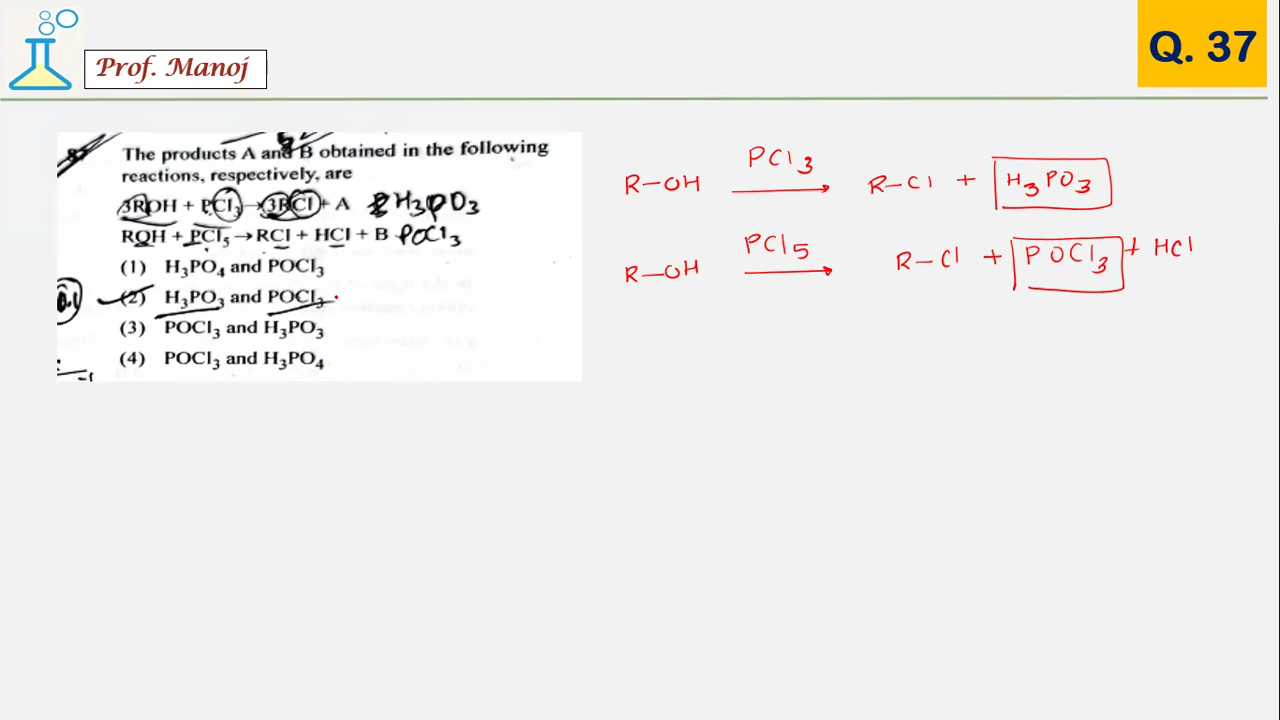 Prof. Manoj
Q. 37
The products A and B obtained in the following
reactions, respectively, are
3ROH + PCl₃ → 3RCl + A H₃PO₃
ROH + PCl₅ → RCl + HCl + B POCl₃
(1) H₃PO₄ and POCl₃
(2) H₃PO₃ and POCl₃
(3) POCl₃ and H₃PO₃
(4) POCl₃ and H₃PO₄
R-OH PCl₃ → R-Cl + H₃PO₃
R-OH PCl₅ → R-Cl + POCl₃ + HCl